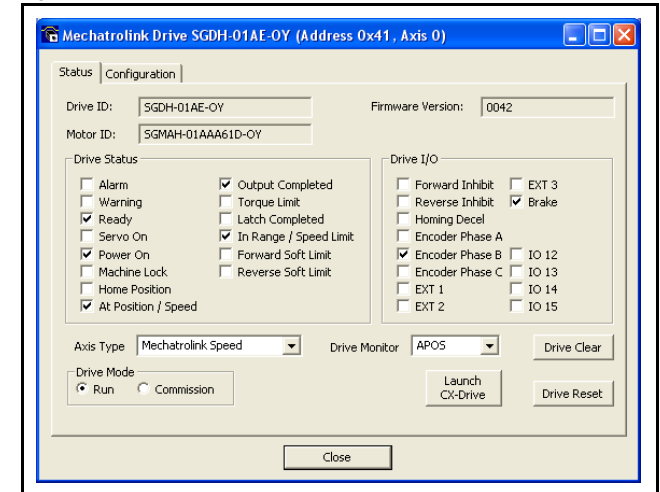 Mechatrolink Drive SGDH-01AE-OY (Address 0x41, Axis 0)
Status Configuration
Drive ID: SGDH-01AE-OY Firmware Version: 0042
Motor ID: SGMAH-01AAA61D-OY
Drive Status Drive I/O
Alarm Output Completed Forward Inhibit EXT 3
Warning Torque Limit Reverse Inhibit Brake
Ready Latch Completed Homing Decel
Servo On In Range / Speed Limit Encoder Phase A
Power On Forward Soft Limit Encoder Phase B IO 12
Machine Lock Reverse Soft Limit Encoder Phase C IO 13
Home Position EXT 1 IO 14
At Position / Speed EXT 2 IO 15
Axis Type Mechatrolink Speed Drive Monitor APOS Drive Clear
Drive Mode
Run Commission
Launch
CX-Drive
Drive Reset
Close